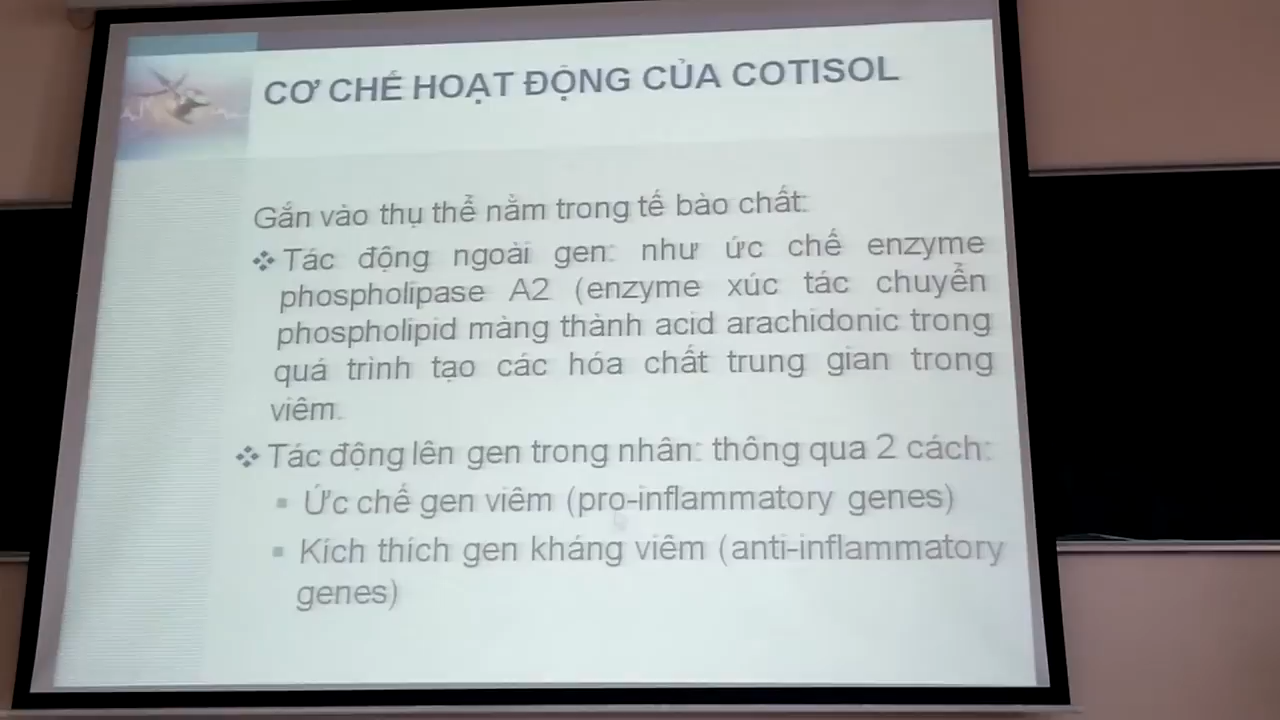 CƠ CHẾ HOẠT ĐỘNG CỦA COTISOL
Gắn vào thụ thể nằm trong tế bào chất:
❖ Tác động ngoài gen: như ức chế enzyme
phospholipase A2 (enzyme xúc tác chuyển
phospholipid màng thành acid arachidonic trong
quá trình tạo các hóa chất trung gian trong
viêm.
❖ Tác động lên gen trong nhân: thông qua 2 cách:
▪ Ức chế gen viêm (pro-inflammatory genes)
▪ Kích thích gen kháng viêm (anti-inflammatory
genes)